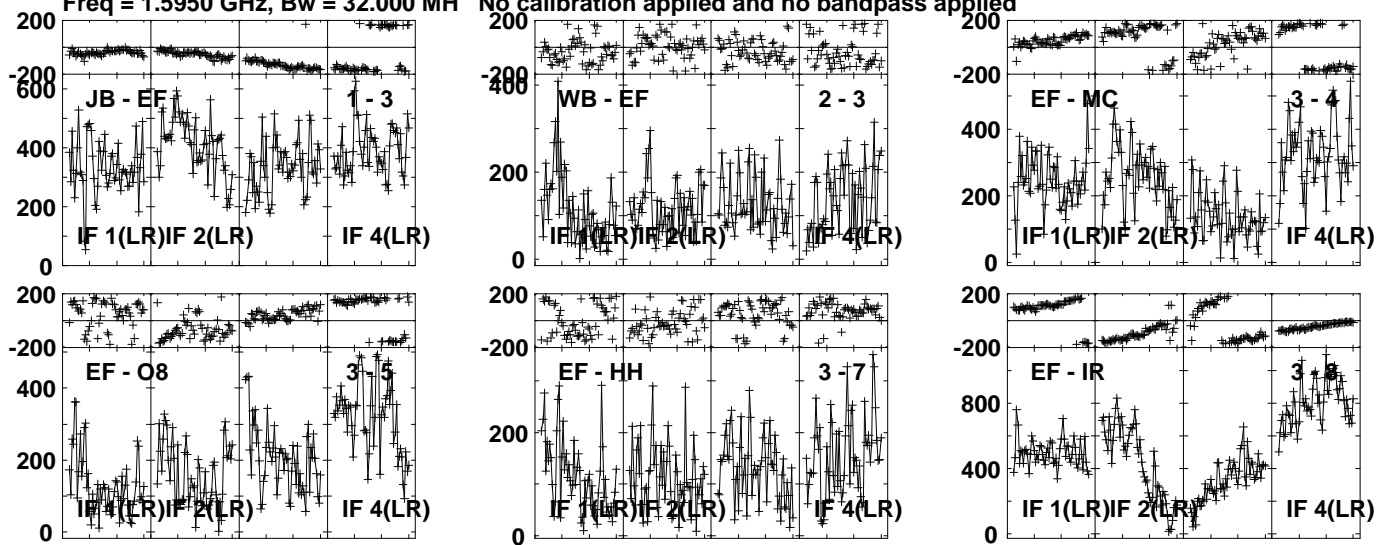 Freq = 1.5950 GHz, Bw = 32.000 MH No calibration applied and no bandpass applied
200
-200
600
400
200
0
JB - EF
1 - 3
IF 1(LR)
IF 2(LR)
IF 4(LR)
200
-200
400
200
0
WB - EF
2 - 3
IF 1(LR)
IF 2(LR)
IF 4(LR)
200
-200
400
200
0
EF - MC
3 - 4
IF 1(LR)
IF 2(LR)
IF 4(LR)
200
-200
400
200
0
EF - O8
3 - 5
IF 1(LR)
IF 2(LR)
IF 4(LR)
200
-200
200
0
EF - HH
3 - 7
IF 1(LR)
IF 2(LR)
IF 4(LR)
200
-200
800
400
0
EF - IR
3 - 8
IF 1(LR)
IF 2(LR)
IF 4(LR)